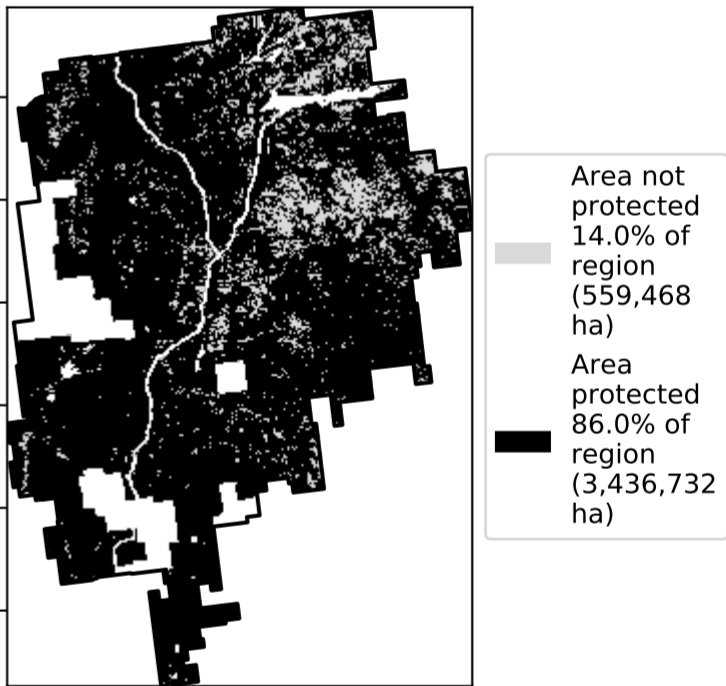 Area not
protected
14.0% of
region
(559,468
ha)
Area
protected
86.0% of
region
(3,436,732
ha)